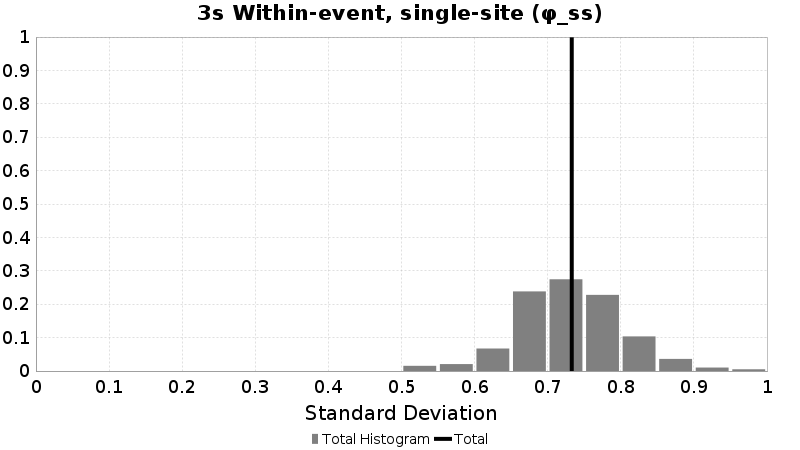 3s Within-event, single-site (φ_ss)
1
0.9
0.8
0.7
0.6
0.5
0.4
0.3
0.2
0.1
0
0 0.1 0.2 0.3 0.4 0.5 0.6 0.7 0.8 0.9 1
Standard Deviation
Total Histogram Total